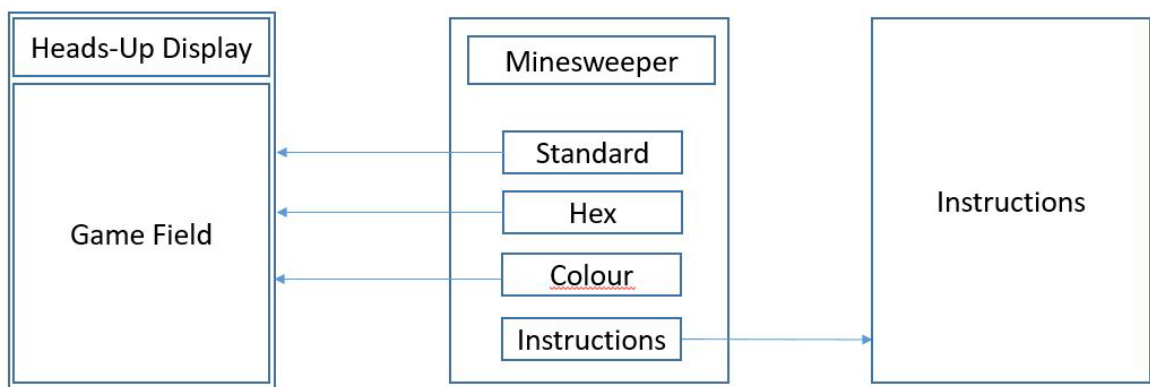 Heads-Up Display
Game Field
Minesweeper
Standard
Hex
Colour
Instructions
Instructions